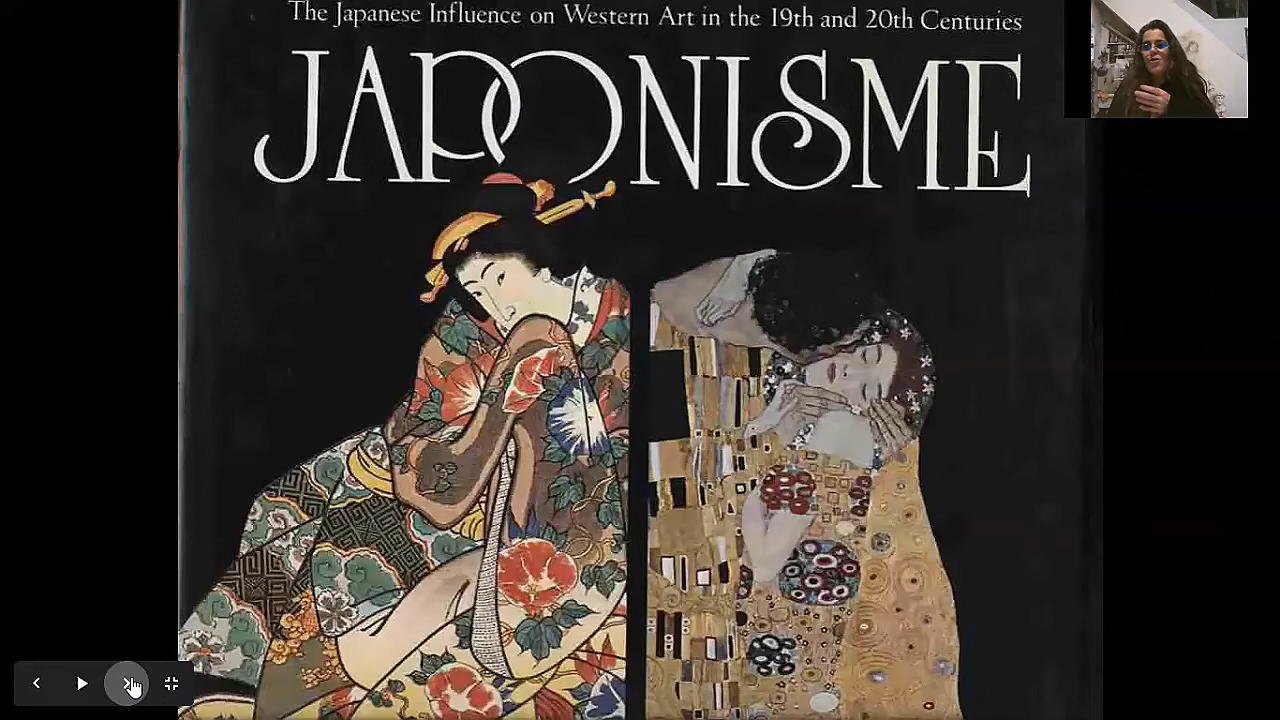 The Japanese Influence on Western Art in the 19th and 20th Centuries
JAPONISME